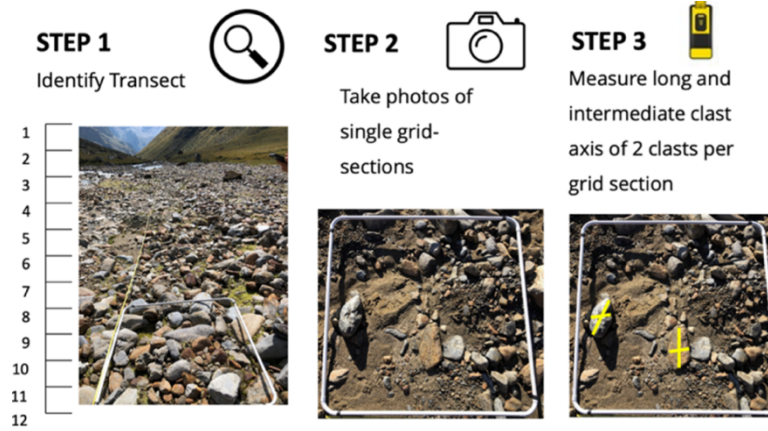 STEP 1
Identify Transect
1
2
3
4
5
6
7
8
9
10
11
12
STEP 2
Take photos of
single grid-
sections
STEP 3
Measure long and
intermediate clast
axis of 2 clasts per
grid section